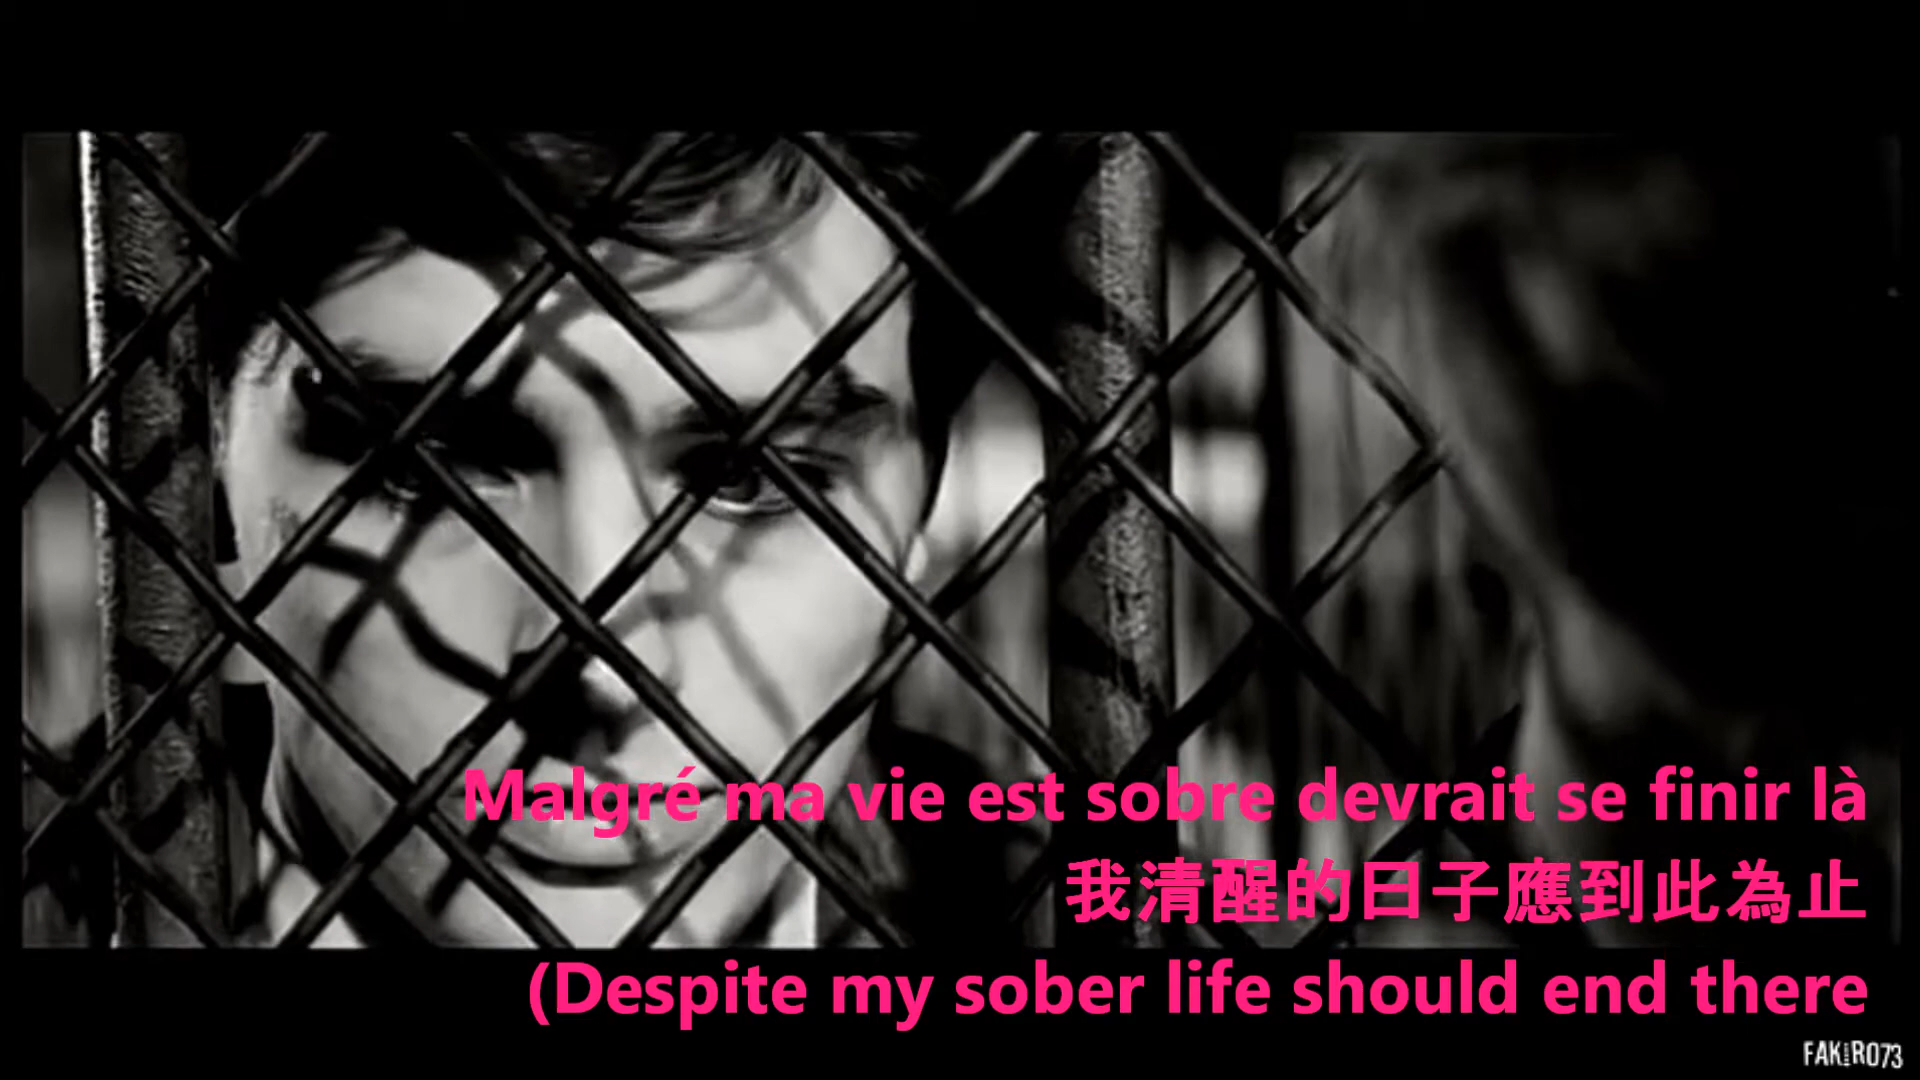 Malgré ma vie est sobre devrait se finir là
我清醒的日子應到此為止
(Despite my sober life should end there
FAKiR073